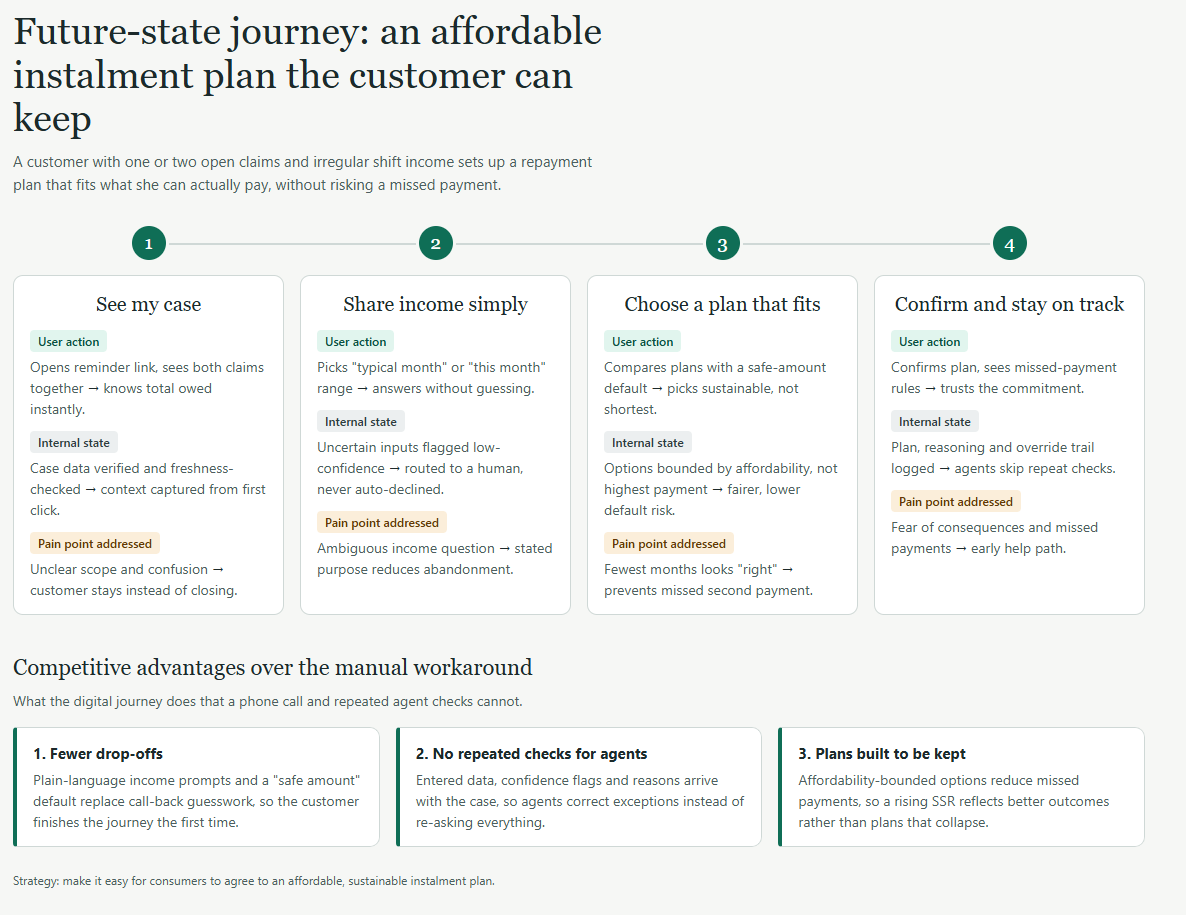 Future-state journey: an affordable
instalment plan the customer can
keep
A customer with one or two open claims and irregular shift income sets up a repayment
plan that fits what she can actually pay, without risking a missed payment.
1
2
3
4
See my case
User action
Opens reminder link, sees both claims
together → knows total owed
instantly.
Internal state
Case data verified and freshness-
checked → context captured from first
click.
Pain point addressed
Unclear scope and confusion →
customer stays instead of closing.
Share income simply
User action
Picks "typical month" or "this month"
range → answers without guessing.
Internal state
Uncertain inputs flagged low-
confidence → routed to a human,
never auto-declined.
Pain point addressed
Ambiguous income question → stated
purpose reduces abandonment.
Choose a plan that fits
User action
Compares plans with a safe-amount
default → picks sustainable, not
shortest.
Internal state
Options bounded by affordability, not
highest payment → fairer, lower
default risk.
Pain point addressed
Fewest months looks "right" →
prevents missed second payment.
Confirm and stay on track
User action
Confirms plan, sees missed-payment
rules → trusts the commitment.
Internal state
Plan, reasoning and override trail
logged → agents skip repeat checks.
Pain point addressed
Fear of consequences and missed
payments → early help path.
Competitive advantages over the manual workaround
What the digital journey does that a phone call and repeated agent checks cannot.
1. Fewer drop-offs
Plain-language income prompts and a "safe amount"
default replace call-back guesswork, so the customer
finishes the journey the first time.
2. No repeated checks for agents
Entered data, confidence flags and reasons arrive
with the case, so agents correct exceptions instead of
re-asking everything.
3. Plans built to be kept
Affordability-bounded options reduce missed
payments, so a rising SSR reflects better outcomes
rather than plans that collapse.
Strategy: make it easy for consumers to agree to an affordable, sustainable instalment plan.